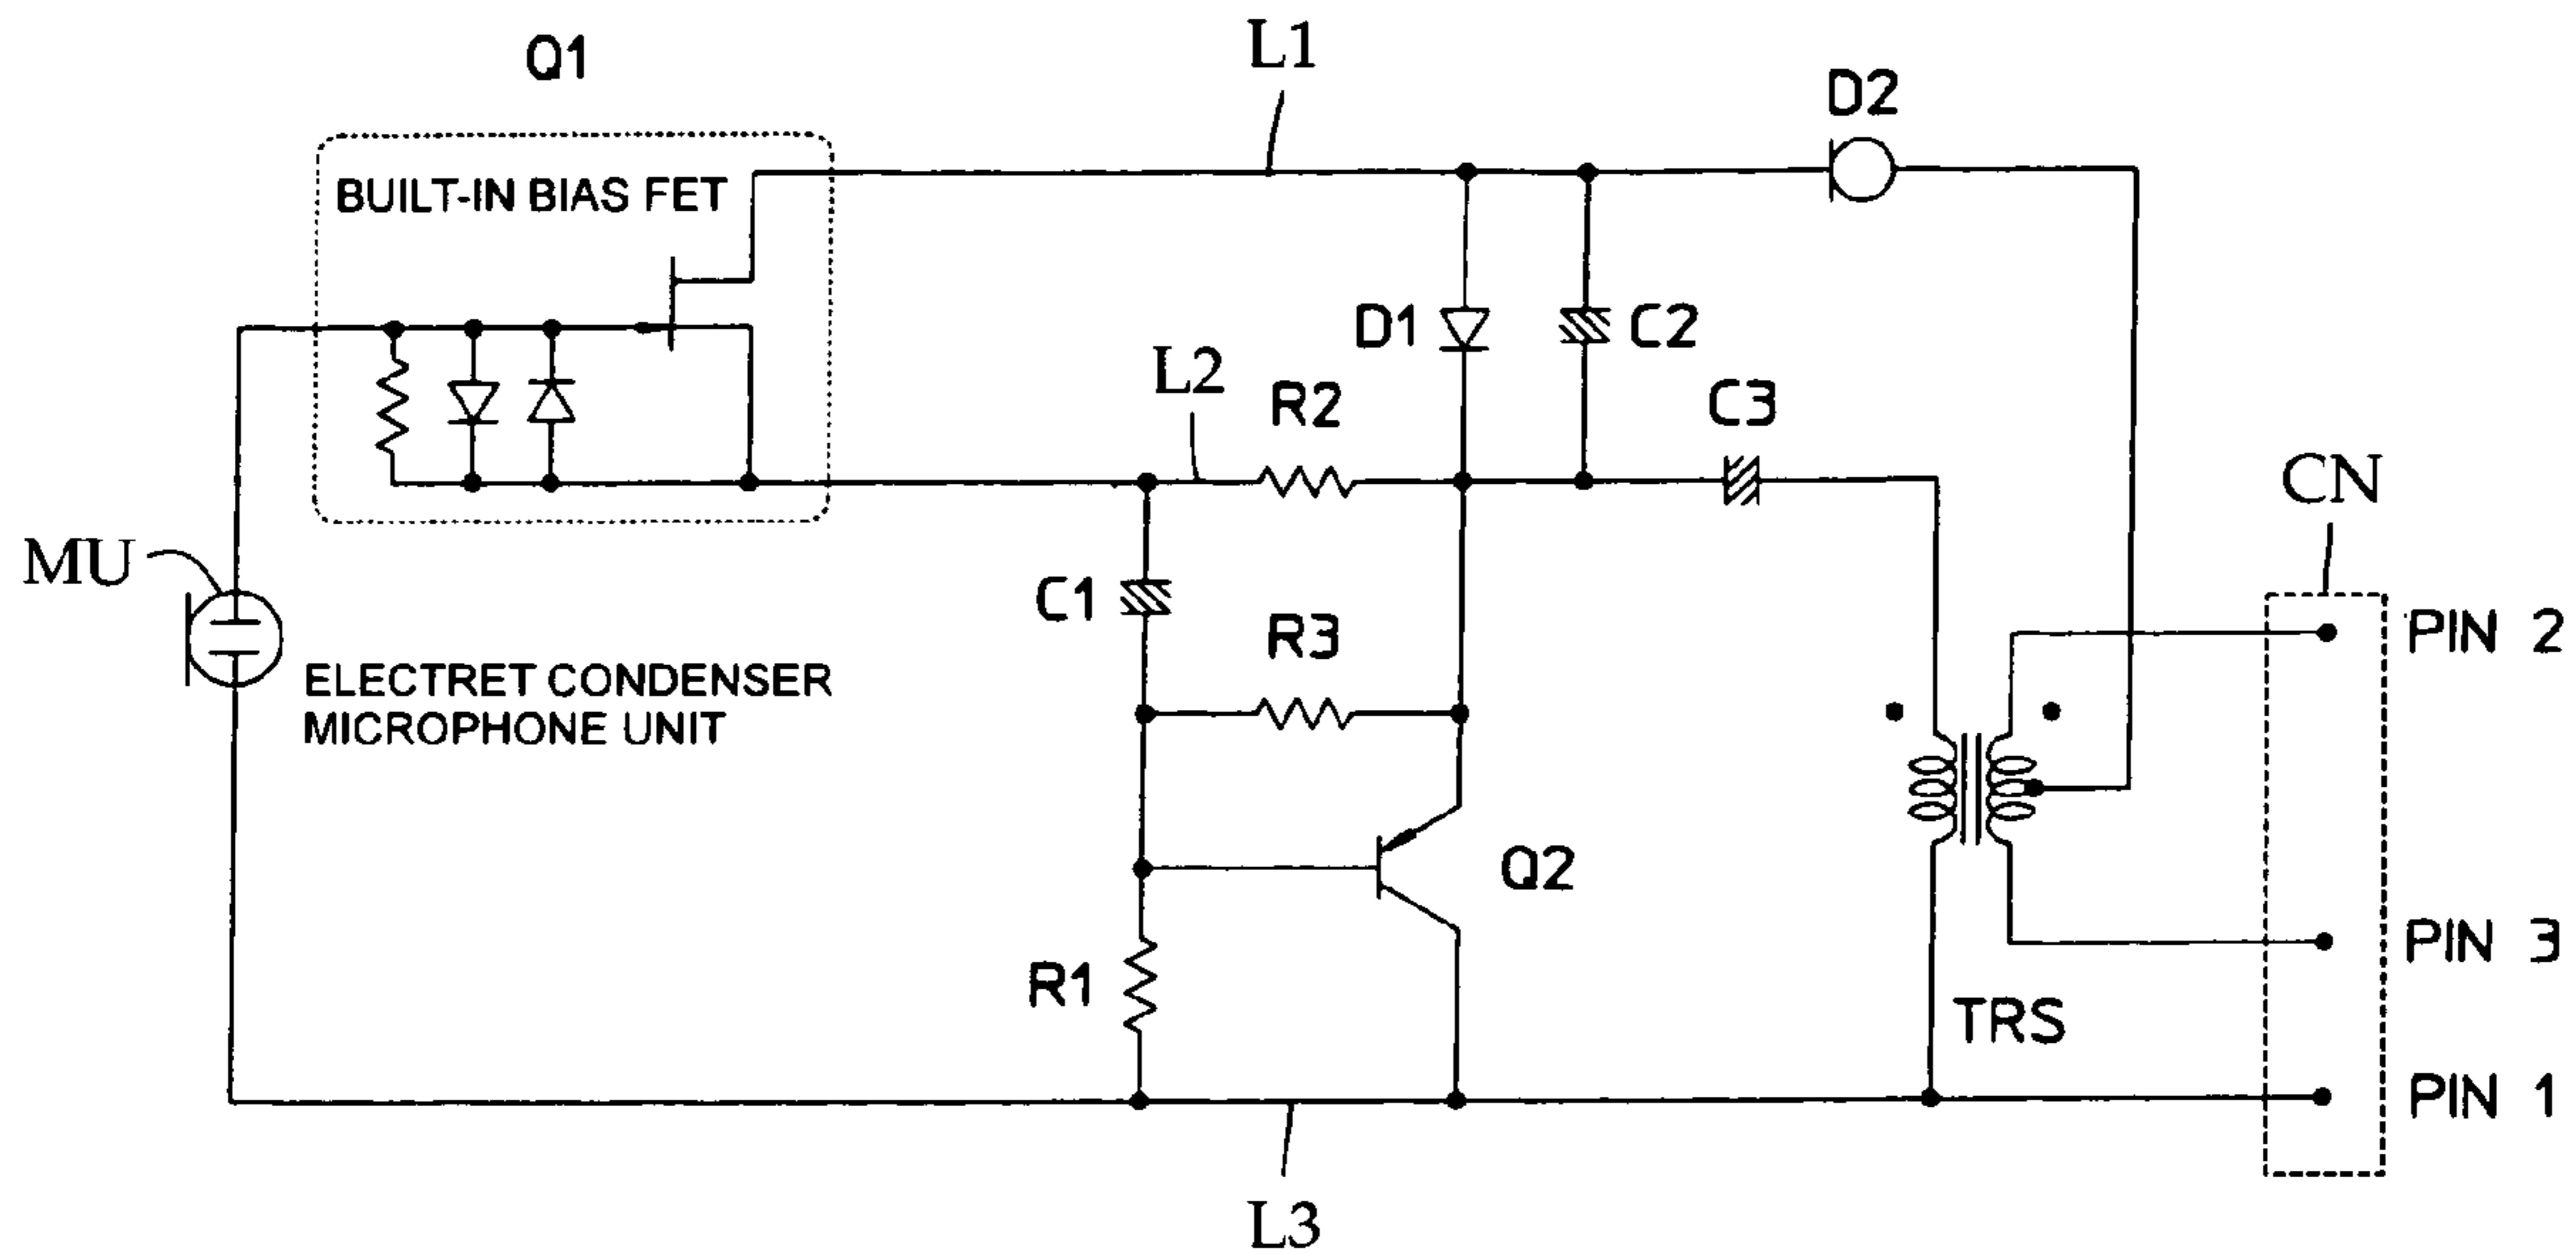 Q1
L1
D2
BUILT-IN BIAS FET
D1
C2
L2
R2
C3
CN
MU
C1
R3
PIN 2
ELECTRET CONDENSER
MICROPHONE UNIT
Q2
PIN 3
R1
TRS
PIN 1
L3